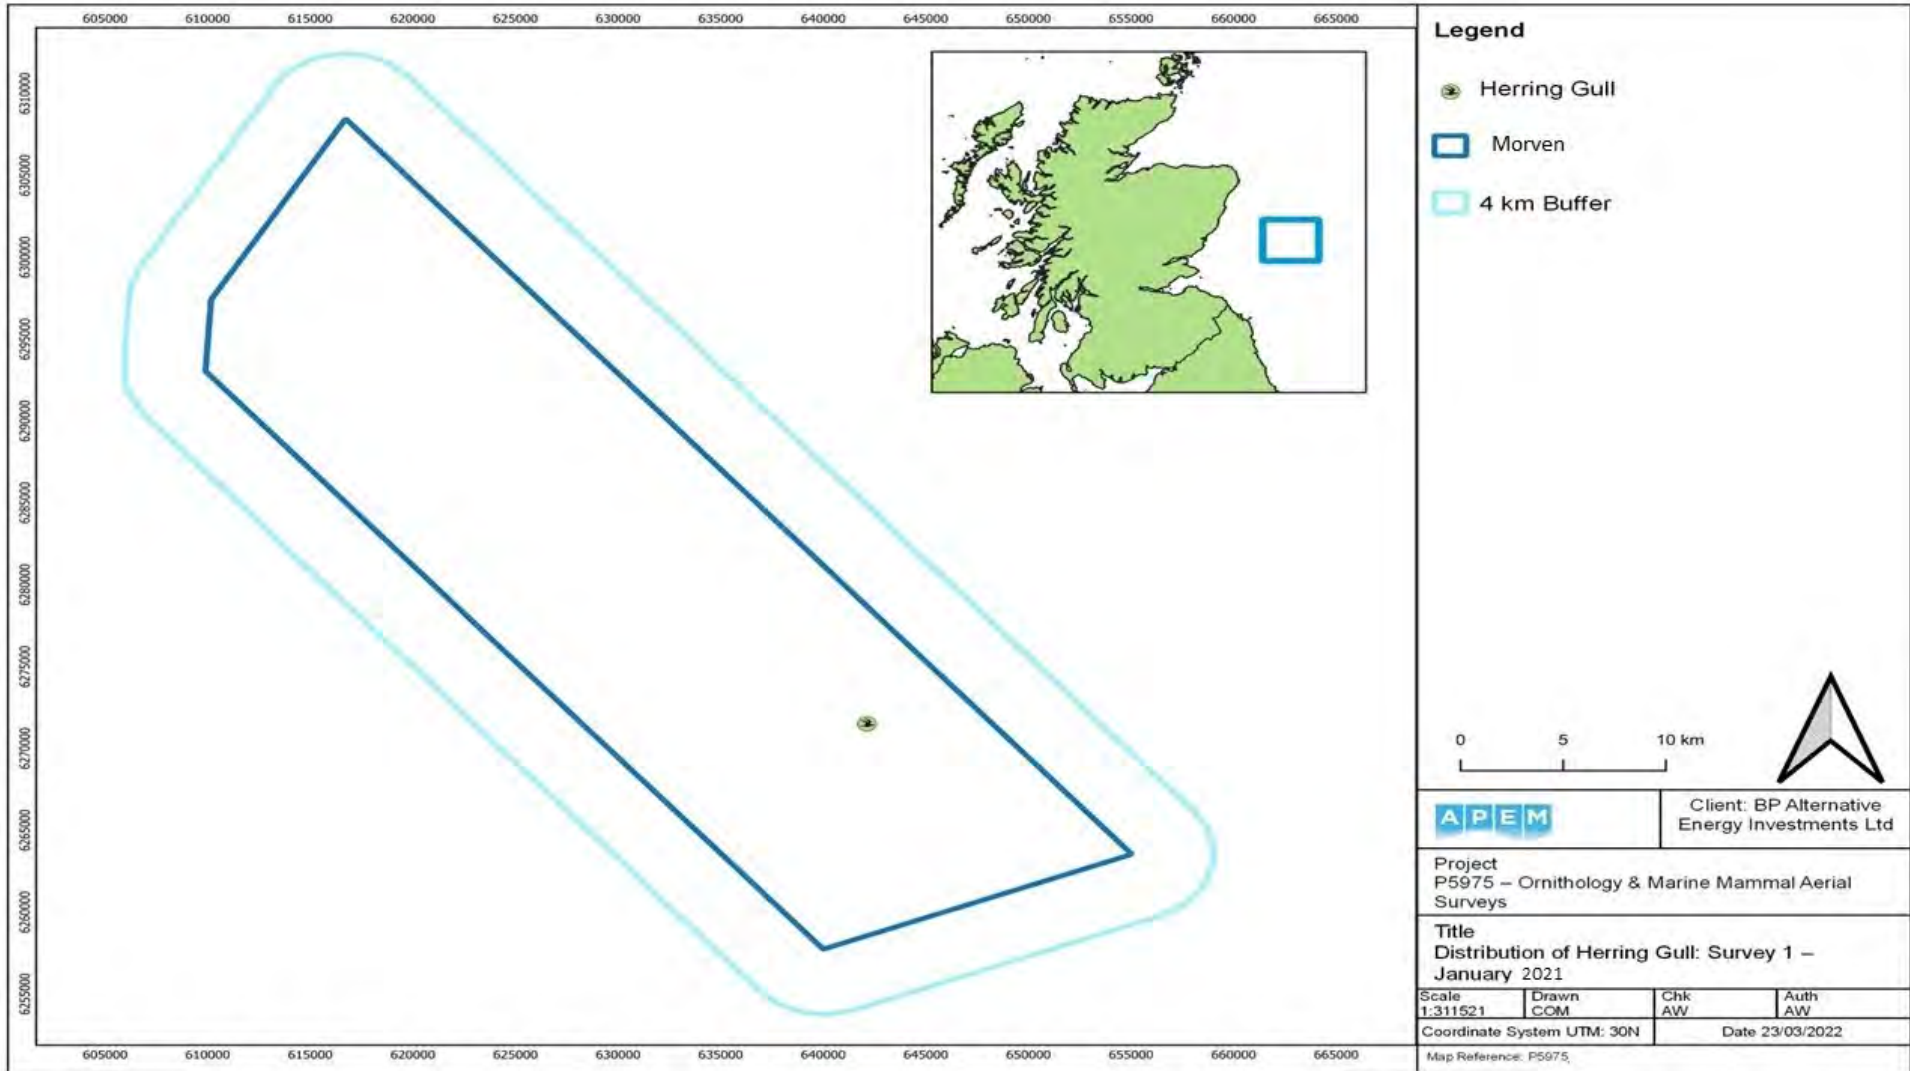 605000 610000 615000 620000 625000 630000 635000 640000 645000 650000 655000 660000 665000
6310000
6305000
6300000
6295000
6290000
6285000
6280000
6275000
6270000
6265000
6260000
6255000
605000 610000 615000 620000 625000 630000 635000 640000 645000 650000 655000 660000 665000
Legend
Herring Gull
Morven
4 km Buffer
0 5 10 km
APEM
Client: BP Alternative
Energy Investments Ltd
Project
P5975 – Ornithology & Marine Mammal Aerial
Surveys
Title
Distribution of Herring Gull: Survey 1 –
January 2021
Scale
1:311521
Drawn
COM
Chk
AW
Auth
AW
Coordinate System UTM: 30N
Date 23/03/2022
Map Reference: P5975